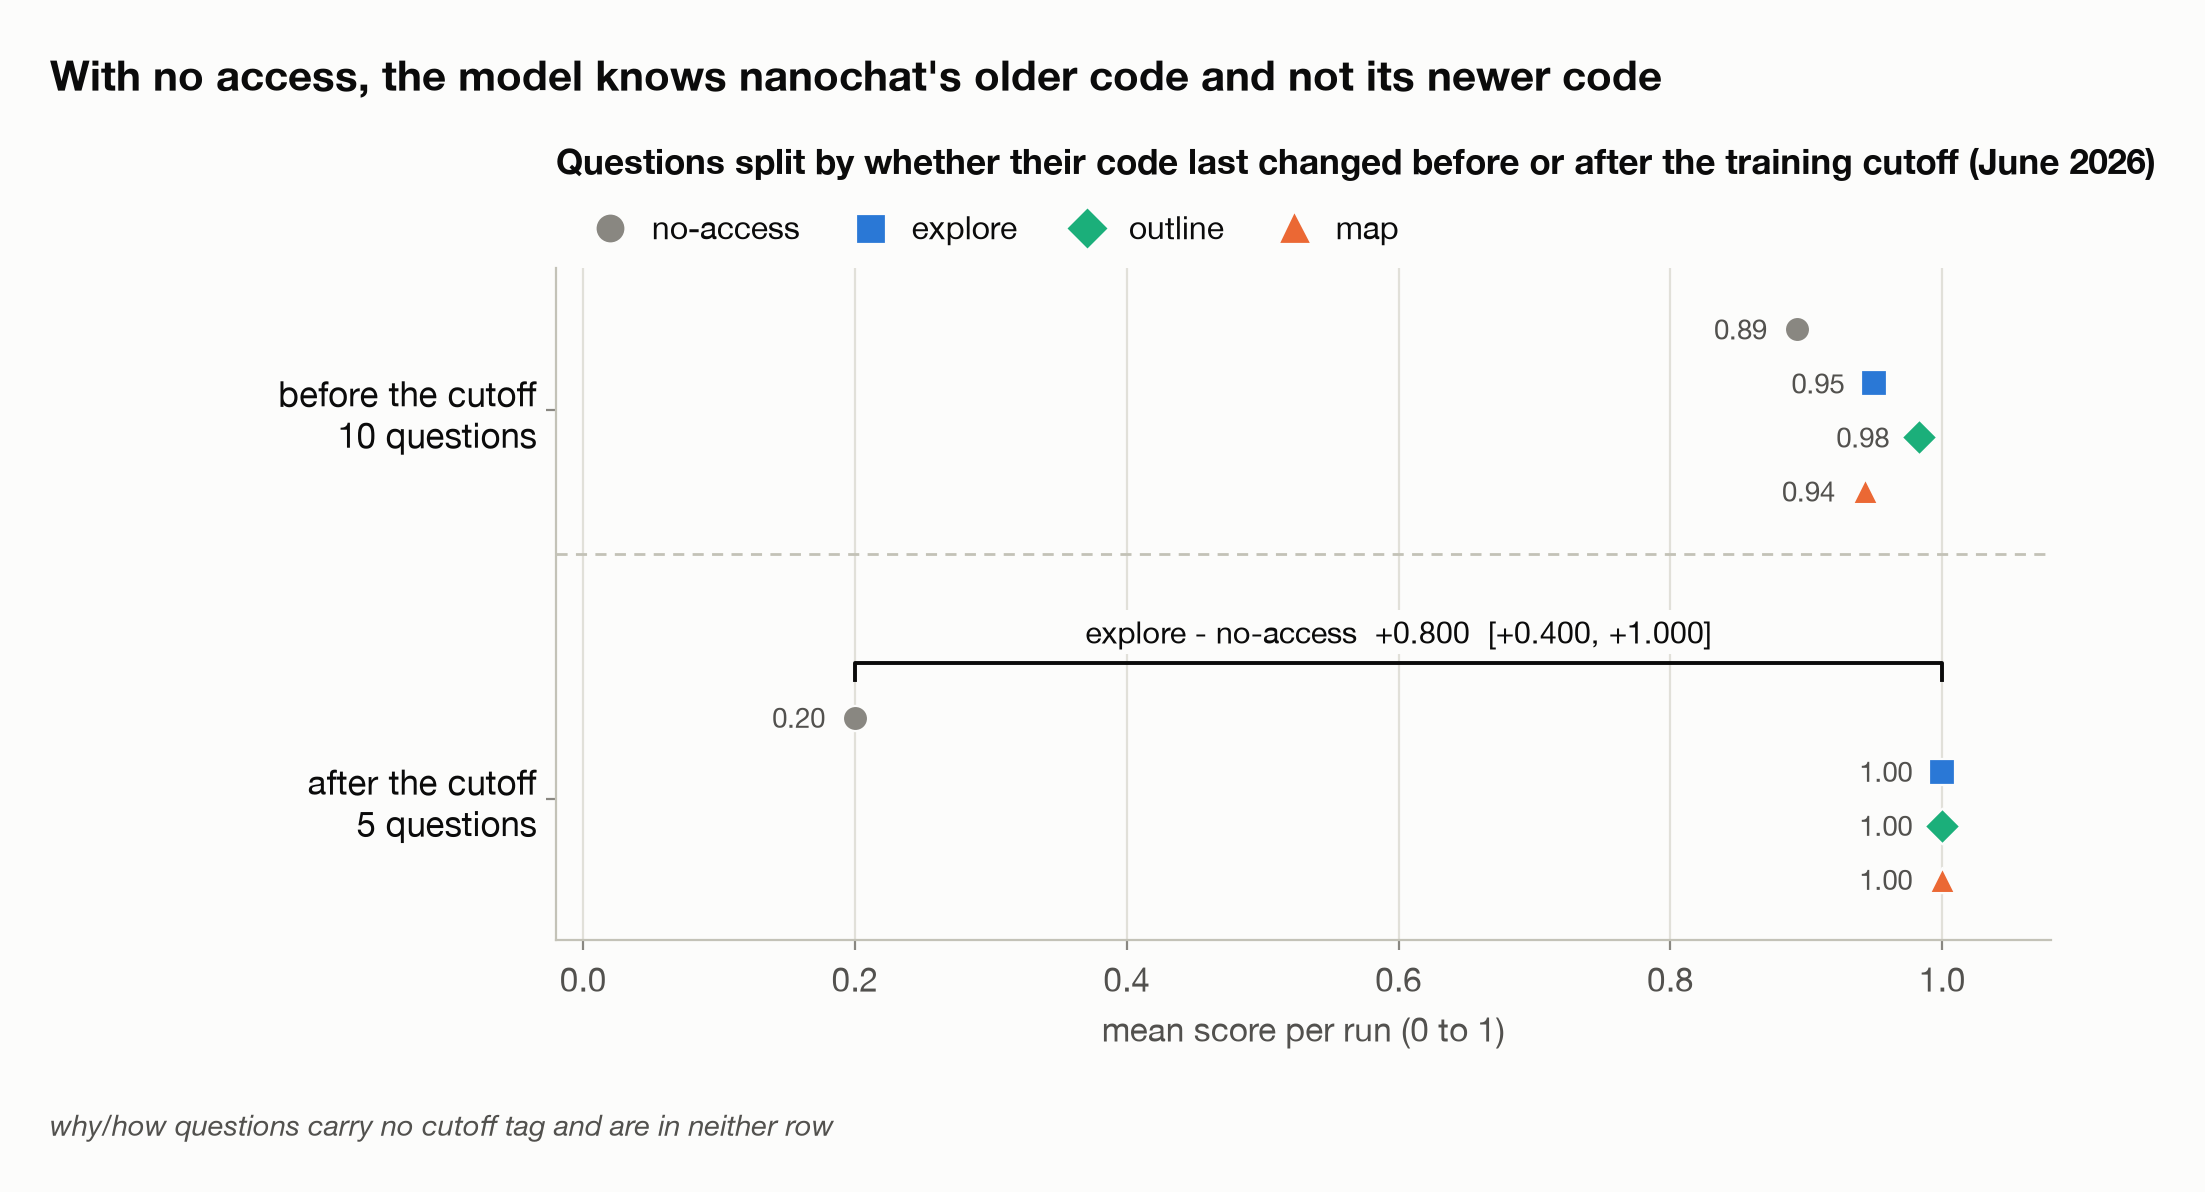 With no access, the model knows nanochat's older code and not its newer code
Questions split by whether their code last changed before or after the training cutoff (June 2026)
no-access explore outline map
0.89
0.95
before the cutoff
10 questions
0.98
0.94
explore - no-access +0.800 [+0.400, +1.000]
0.20
1.00
after the cutoff
5 questions
1.00
1.00
0.0 0.2 0.4 0.6 0.8 1.0
mean score per run (0 to 1)
why/how questions carry no cutoff tag and are in neither row